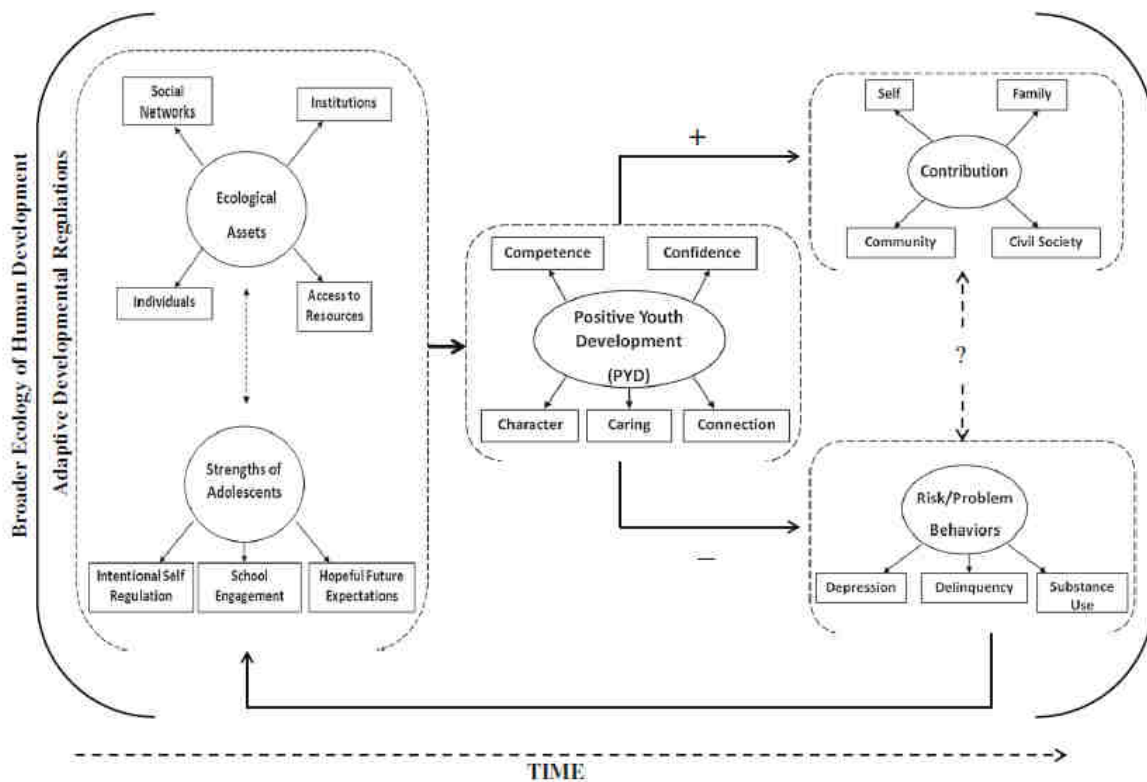 Broader Ecology of Human Development
Adaptive Developmental Regulations
Social
Networks
Institutions
Ecological
Assets
Individuals
Access to
Resources
Strengths of
Adolescents
Intentional Self
Regulation
School
Engagement
Hopeful Future
Expectations
Competence
Confidence
Positive Youth
Development
(PYD)
Character
Caring
Connection
+
–
Self
Family
Contribution
Community
Civil Society
?
Risk/Problem
Behaviors
Depression
Delinquency
Substance
Use
TIME